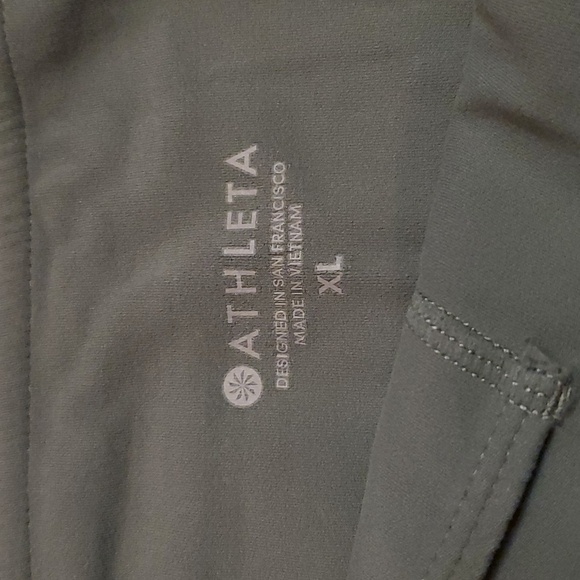 ATHLETA
DESIGNED IN SAN FRANCISCO
MADE IN VIETNAM
XL